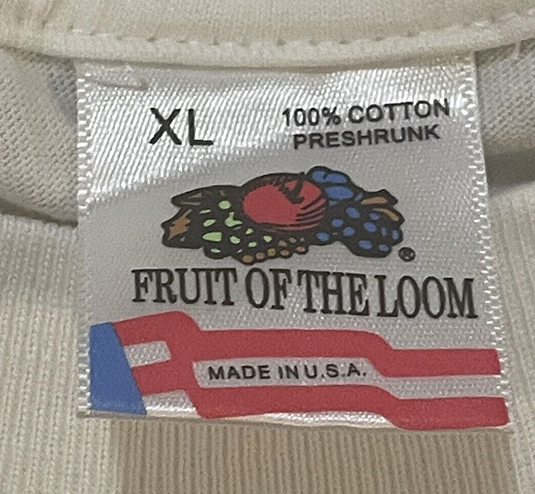 XL
100% COTTON
PRESHRUNK
®
FRUIT OF THE LOOM
MADE IN U.S.A.